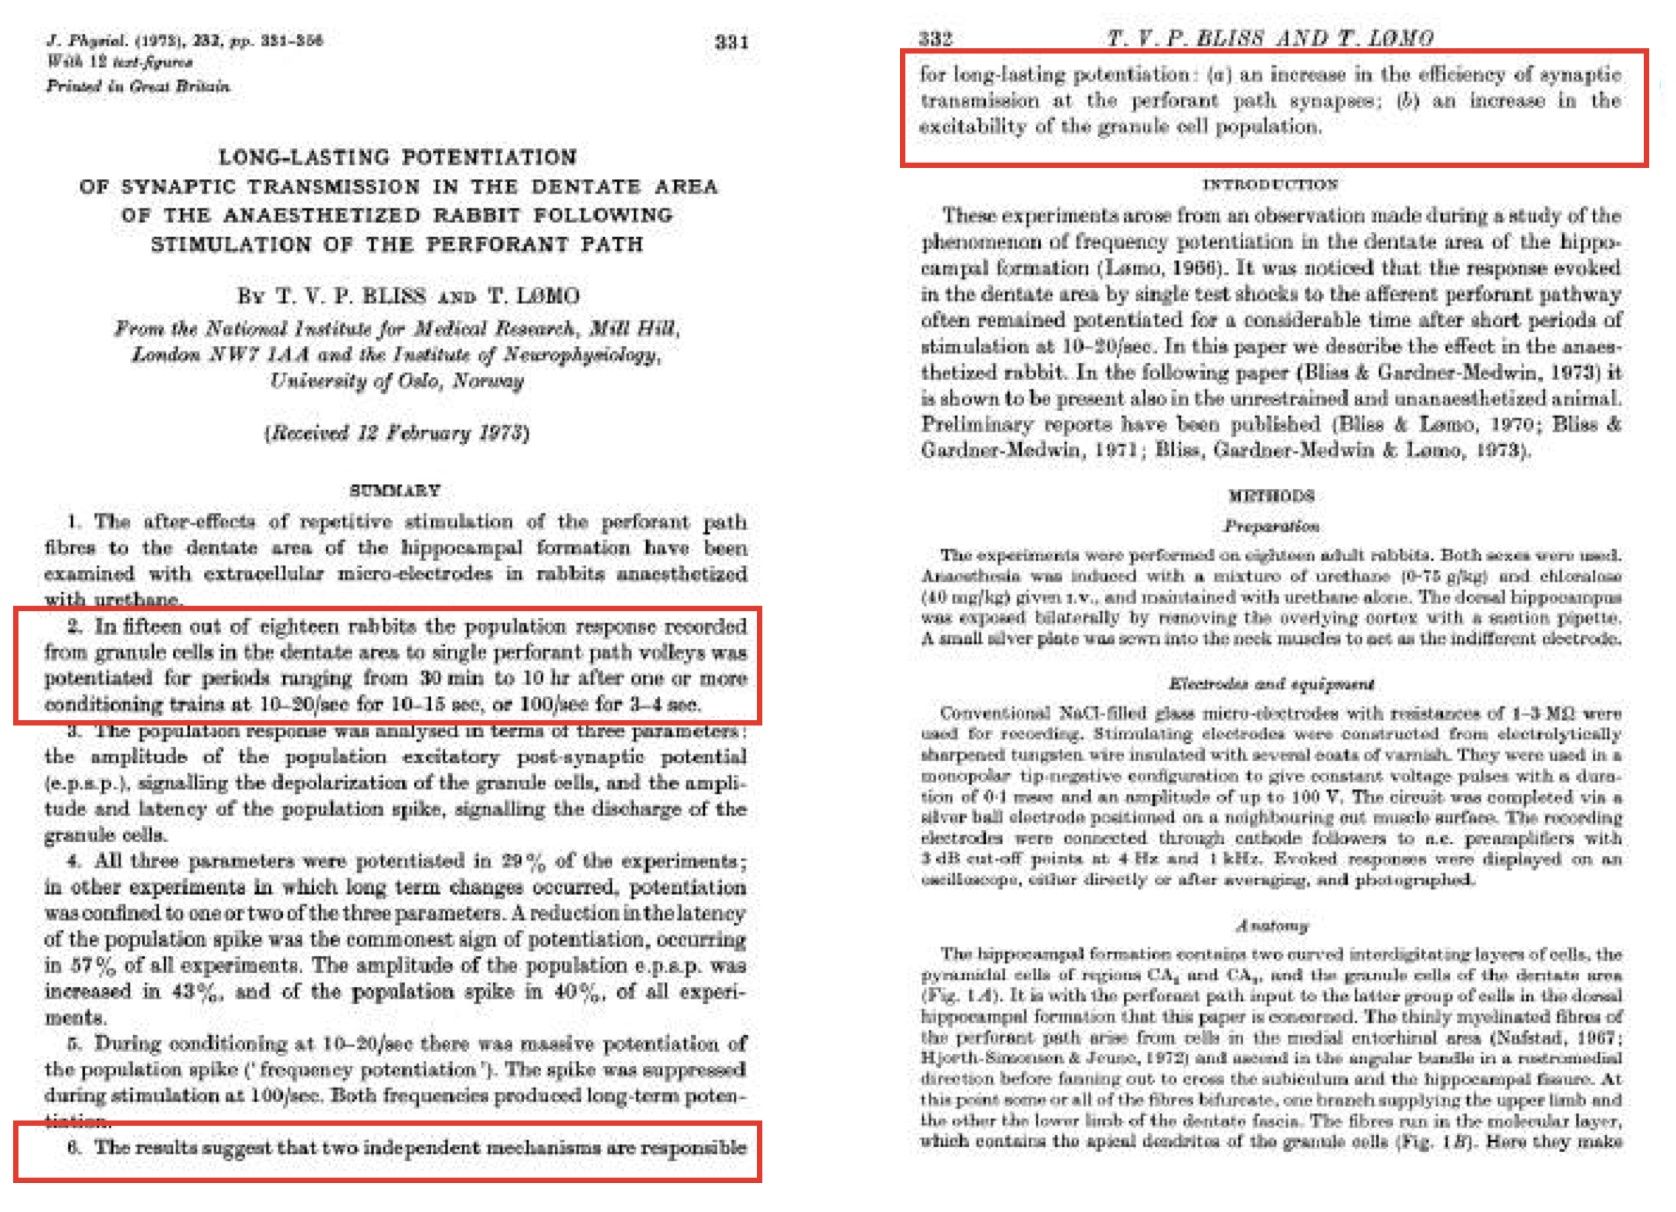 J. Physiol. (1973), 232, pp. 331–356
With 12 text-figures
Printed in Great Britain
331
LONG-LASTING POTENTIATION
OF SYNAPTIC TRANSMISSION IN THE DENTATE AREA
OF THE ANAESTHETIZED RABBIT FOLLOWING
STIMULATION OF THE PERFORANT PATH
By T. V. P. BLISS AND T. LØMO
From the National Institute for Medical Research, Mill Hill,
London NW7 1AA and the Institute of Neurophysiology,
University of Oslo, Norway
(Received 12 February 1973)
SUMMARY
1. The after-effects of repetitive stimulation of the perforant path
fibres to the dentate area of the hippocampal formation have been
examined with extracellular micro-electrodes in rabbits anaesthetized
with urethane.
2. In fifteen out of eighteen rabbits the population response recorded
from granule cells in the dentate area to single perforant path volleys was
potentiated for periods ranging from 30 min to 10 hr after one or more
conditioning trains at 10–20/sec for 10–15 sec, or 100/sec for 3–4 sec.
3. The population response was analysed in terms of three parameters:
the amplitude of the population excitatory post-synaptic potential
(e.p.s.p.), signalling the depolarization of the granule cells, and the ampli-
tude and latency of the population spike, signalling the discharge of the
granule cells.
4. All three parameters were potentiated in 29% of the experiments;
in other experiments in which long term changes occurred, potentiation
was confined to one or two of the three parameters. A reduction in the latency
of the population spike was the commonest sign of potentiation, occurring
in 57% of all experiments. The amplitude of the population e.p.s.p. was
increased in 43%, and of the population spike in 40%, of all experi-
ments.
5. During conditioning at 10–20/sec there was massive potentiation of
the population spike ('frequency potentiation'). The spike was suppressed
during stimulation at 100/sec. Both frequencies produced long-term poten-
tiation.
6. The results suggest that two independent mechanisms are responsible
332
T. V. P. BLISS AND T. LØMO
for long-lasting potentiation: (a) an increase in the efficiency of synaptic
transmission at the perforant path synapses; (b) an increase in the
excitability of the granule cell population.
INTRODUCTION
These experiments arose from an observation made during a study of the
phenomenon of frequency potentiation in the dentate area of the hippo-
campal formation (Lømo, 1966). It was noticed that the response evoked
in the dentate area by single test shocks to the afferent perforant pathway
often remained potentiated for a considerable time after short periods of
stimulation at 10–20/sec. In this paper we describe the effect in the anaes-
thetized rabbit. In the following paper (Bliss & Gardner-Medwin, 1973) it
is shown to be present also in the unrestrained and unanaesthetized animal.
Preliminary reports have been published (Bliss & Lømo, 1970; Bliss &
Gardner-Medwin, 1971; Bliss, Gardner-Medwin & Lømo, 1973).
METHODS
Preparation
The experiments were performed on eighteen adult rabbits. Both sexes were used.
Anaesthesia was induced with a mixture of urethane (0·75 g/kg) and chloralose
(40 mg/kg) given I.V., and maintained with urethane alone. The dorsal hippocampus
was exposed bilaterally by removing the overlying cortex with a suction pipette.
A small silver plate was sewn into the neck muscles to act as the indifferent electrode.
Electrodes and equipment
Conventional NaCl-filled glass micro-electrodes with resistances of 1–3 MΩ were
used for recording. Stimulating electrodes were constructed from electrolytically
sharpened tungsten wire insulated with several coats of varnish. They were used in a
monopolar tip-negative configuration to give constant voltage pulses with a dura-
tion of 0·1 msec and an amplitude of up to 100 V. The circuit was completed via a
silver ball electrode positioned on a neighbouring cut muscle surface. The recording
electrodes were connected through cathode followers to a.c. preamplifiers with
3 dB cut-off points at 4 Hz and 1 kHz. Evoked responses were displayed on an
oscilloscope, either directly or after averaging, and photographed.
Anatomy
The hippocampal formation contains two curved interdigitating layers of cells, the
pyramidal cells of regions and and the granule cells of the dentate area
(Fig. 1A). It is with the perforant path input to the latter group of cells in the dorsal
hippocampal formation that this paper is concerned. The thinly myelinated fibres of
the perforant path arise from cells in the medial entorhinal area (Nafstad, 1967;
Hjorth-Simonsen & Jeune, 1972) and ascend in the angular bundle in a rostromedial
direction before fanning out to cross the subiculum and the hippocampal fissure. At
this point some or all of the fibres bifurcate, one branch supplying the upper limb and
the other the lower limb of the dentate fascia. The fibres run in the molecular layer,
which contains the apical dendrites of the granule cells (Fig. 1B). Here they make